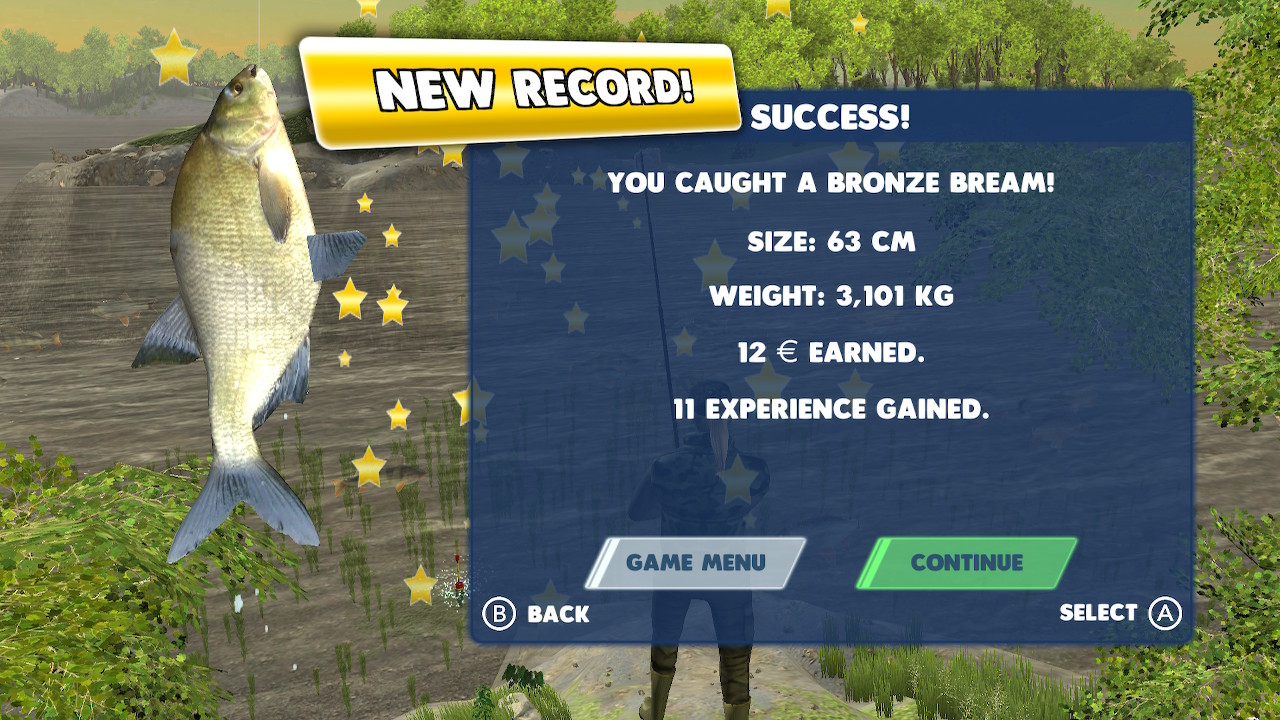 NEW RECORD!
SUCCESS!
YOU CAUGHT A BRONZE BREAM!
SIZE: 63 CM
WEIGHT: 3,101 KG
12 € EARNED.
11 EXPERIENCE GAINED.
GAME MENU
CONTINUE
B BACK
SELECT A